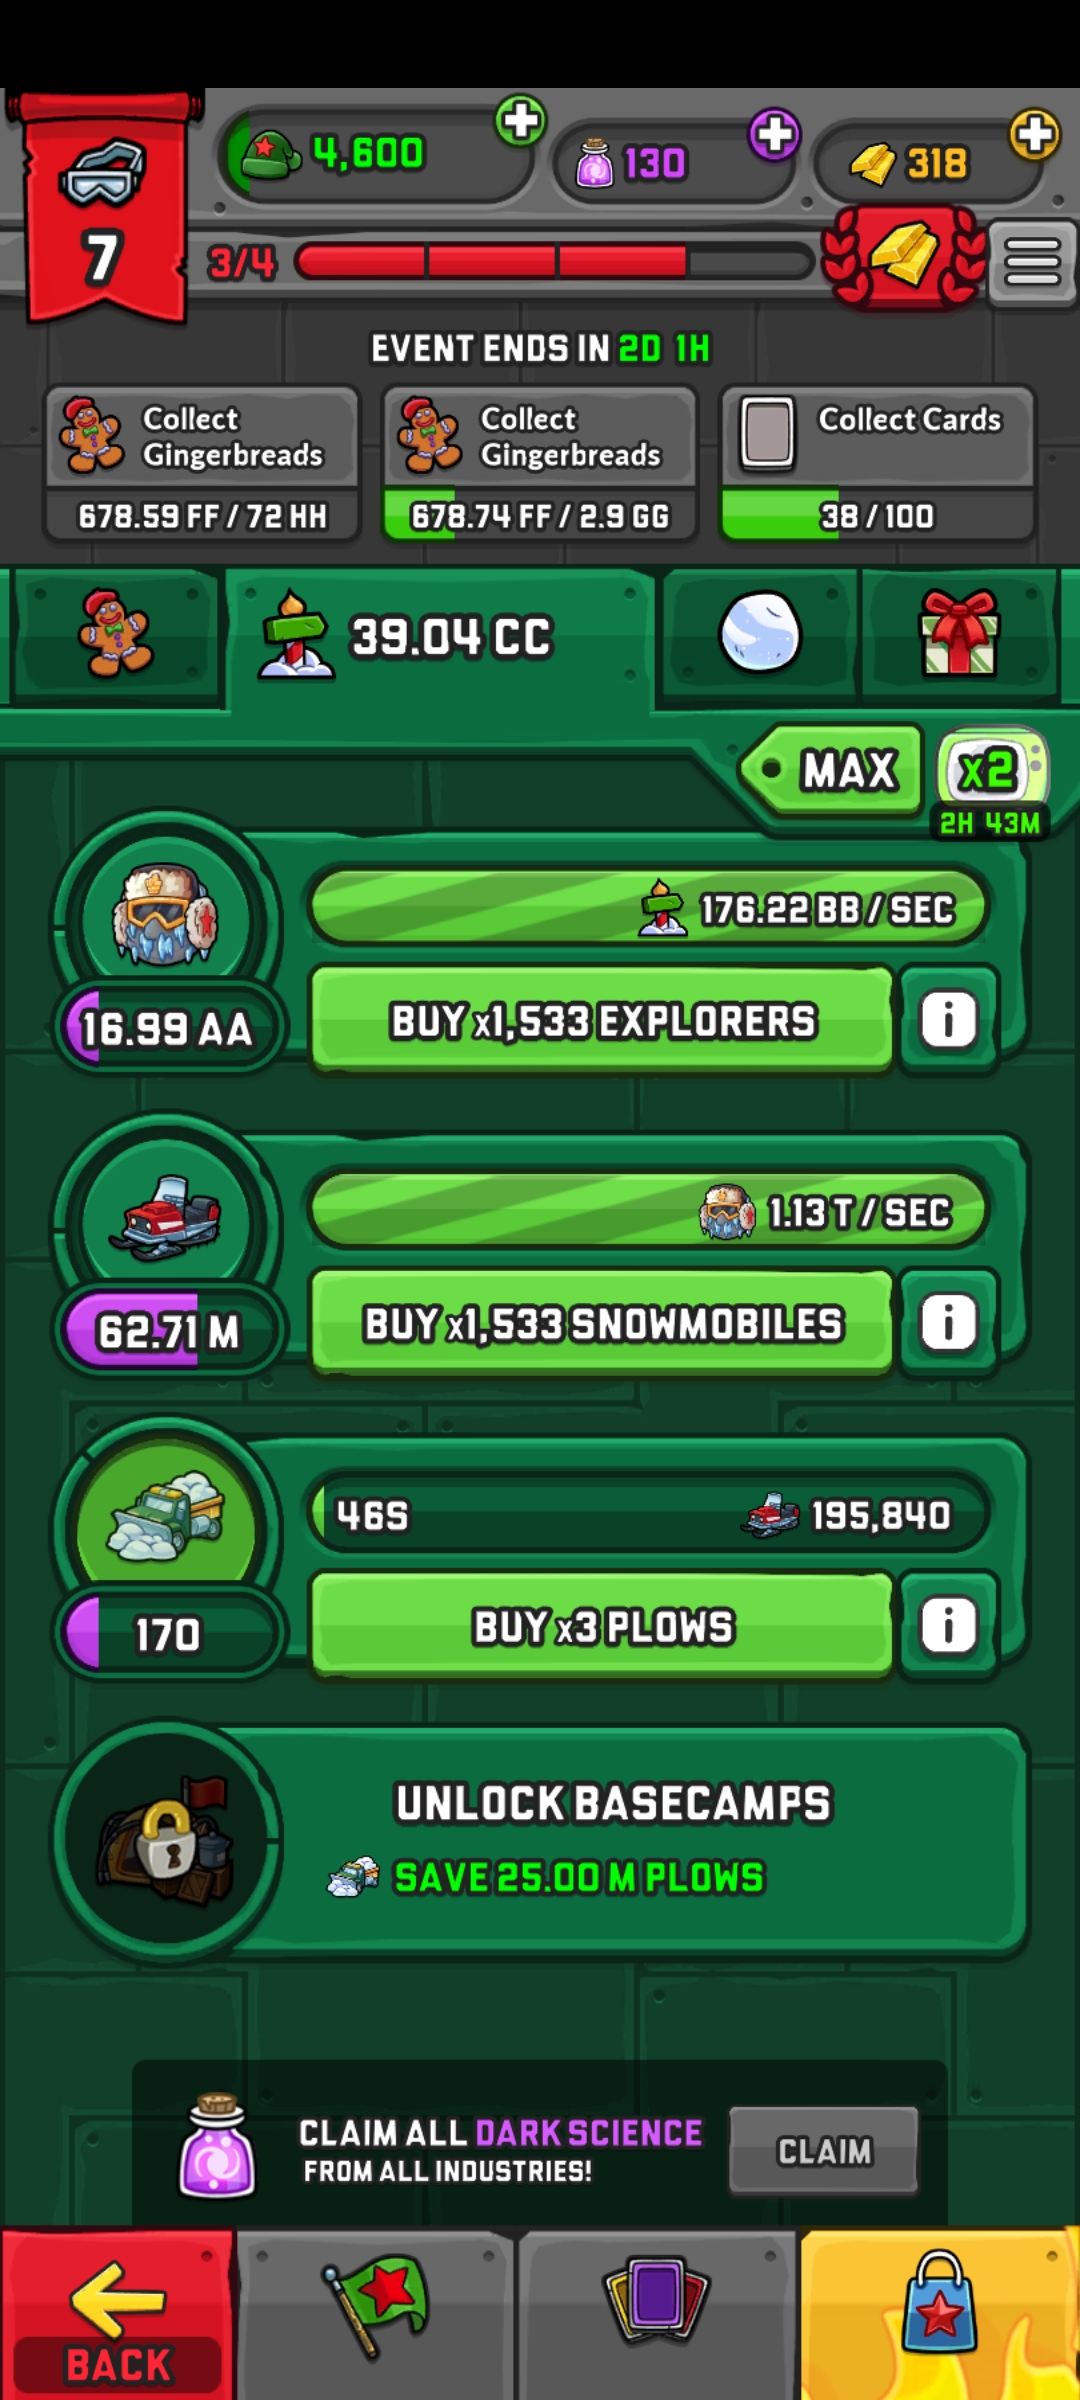 4,600
130
318
7
3/4
EVENT ENDS IN 2D 1H
Collect
Gingerbreads
678.59 FF / 72 HH
Collect
Gingerbreads
678.74 FF / 2.9 GG
Collect Cards
38 / 100
39.04 CC
MAX
x2
2H 43M
176.22 BB / SEC
16.99 AA
BUY x1,533 EXPLORERS
i
1.13 T / SEC
62.71 M
BUY x1,533 SNOWMOBILES
i
46S
195,840
170
BUY x3 PLOWS
i
UNLOCK BASECAMPS
SAVE 25.00 M PLOWS
CLAIM ALL DARK SCIENCE
FROM ALL INDUSTRIES!
CLAIM
BACK